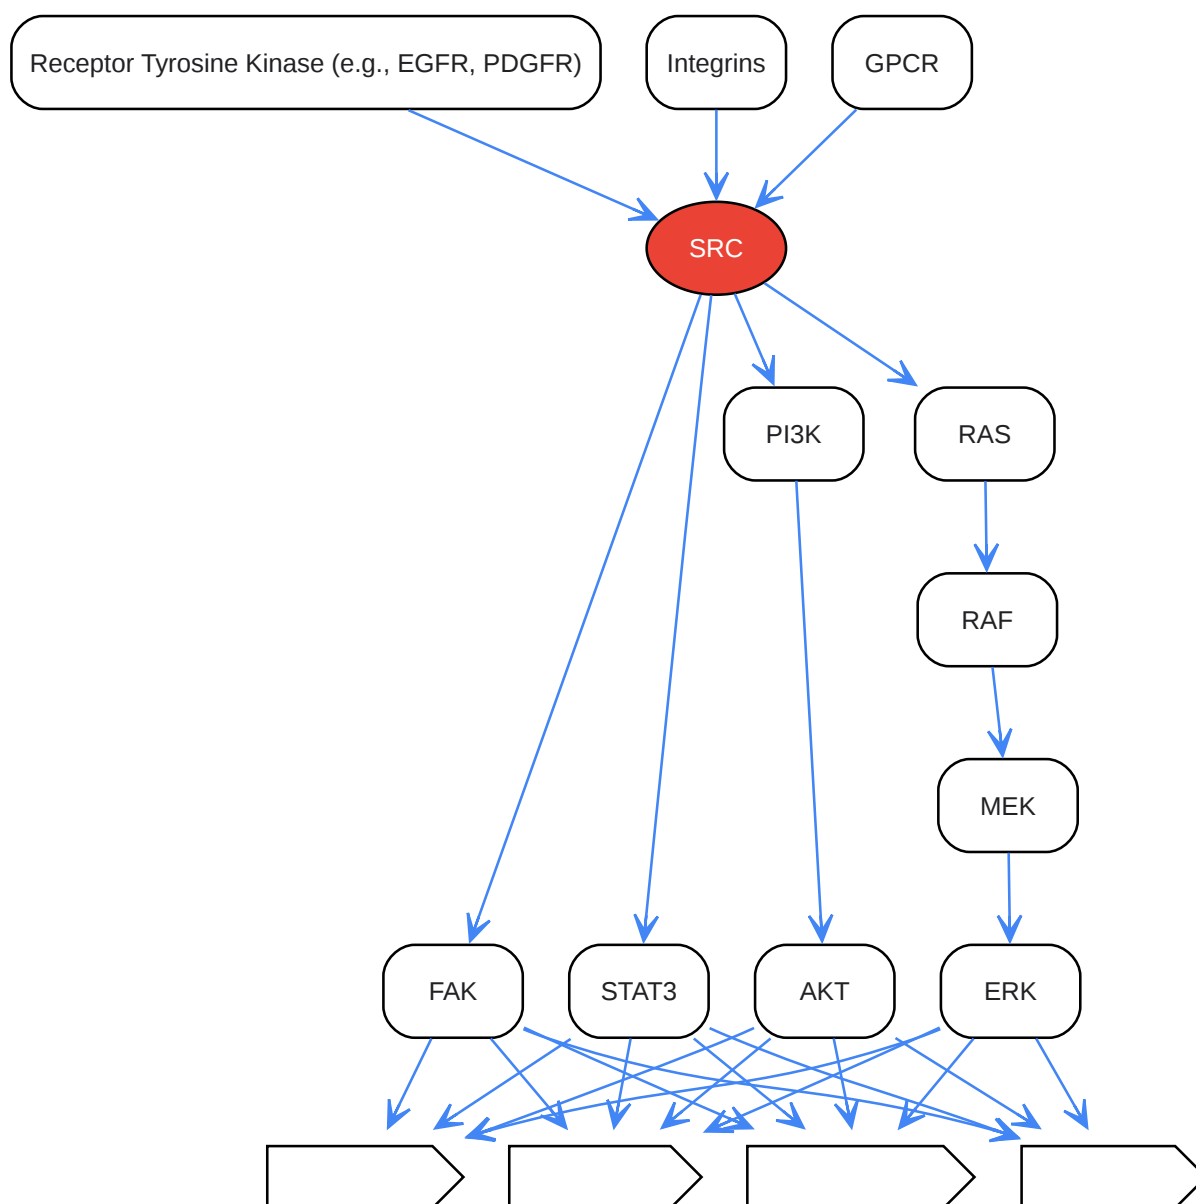 Receptor Tyrosine Kinase (e.g., EGFR, PDGFR)
Integrins
GPCR
SRC
PI3K
RAS
RAF
MEK
FAK
STAT3
AKT
ERK